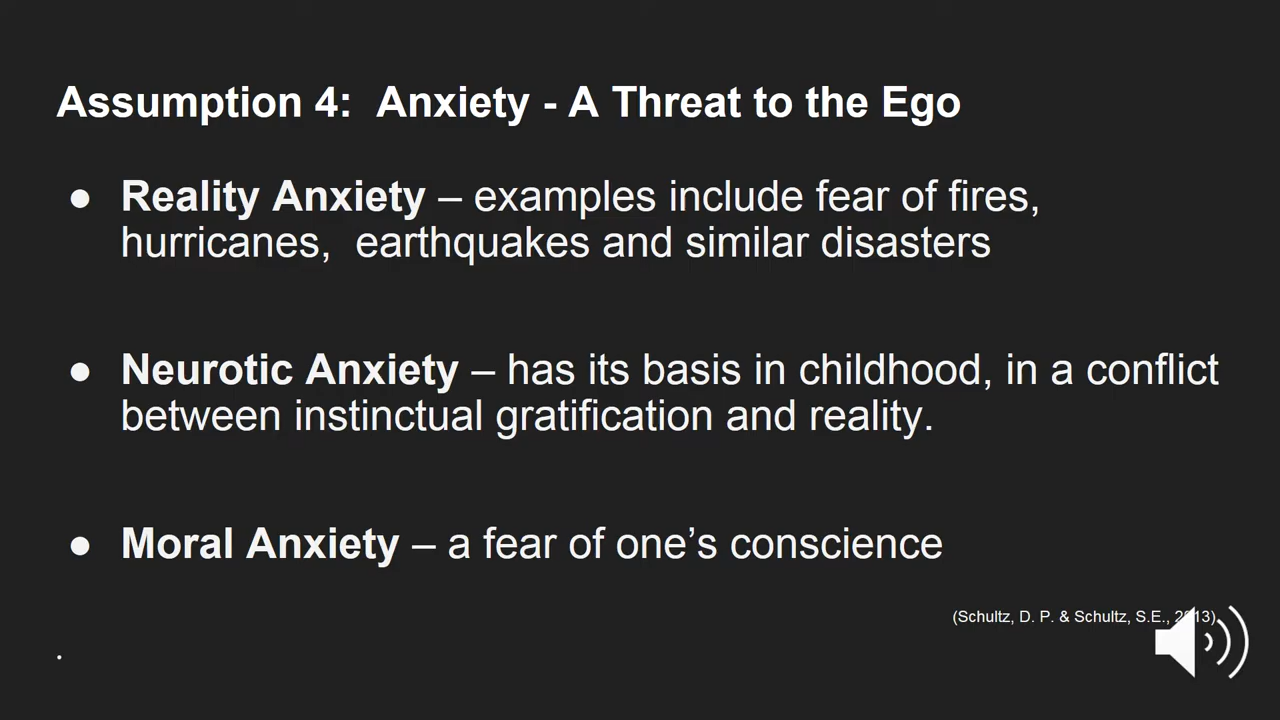 Assumption 4:  Anxiety - A Threat to the Ego
● Reality Anxiety – examples include fear of fires,
hurricanes,  earthquakes and similar disasters
● Neurotic Anxiety – has its basis in childhood, in a conflict
between instinctual gratification and reality.
● Moral Anxiety – a fear of one’s conscience
(Schultz, D. P. & Schultz, S.E., 2013)
.